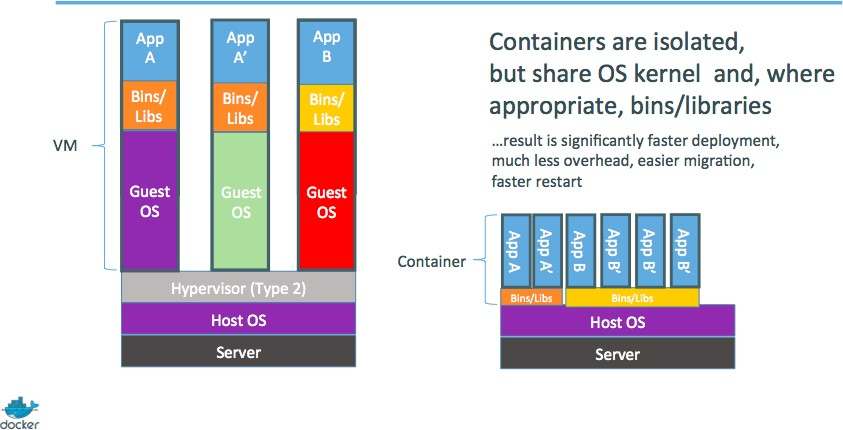 Containers are isolated,
but share OS kernel and, where
appropriate, bins/libraries
...result is significantly faster deployment,
much less overhead, easier migration,
faster restart
VM
App
A
Bins/
Libs
Guest
OS
App
A’
Bins/
Libs
Guest
OS
App
B
Bins/
Libs
Guest
OS
Hypervisor (Type 2)
Host OS
Server
Container
App A
App A’
App B
App B’
App B’
App B’
Bins/Libs
Bins/Libs
Host OS
Server
docker